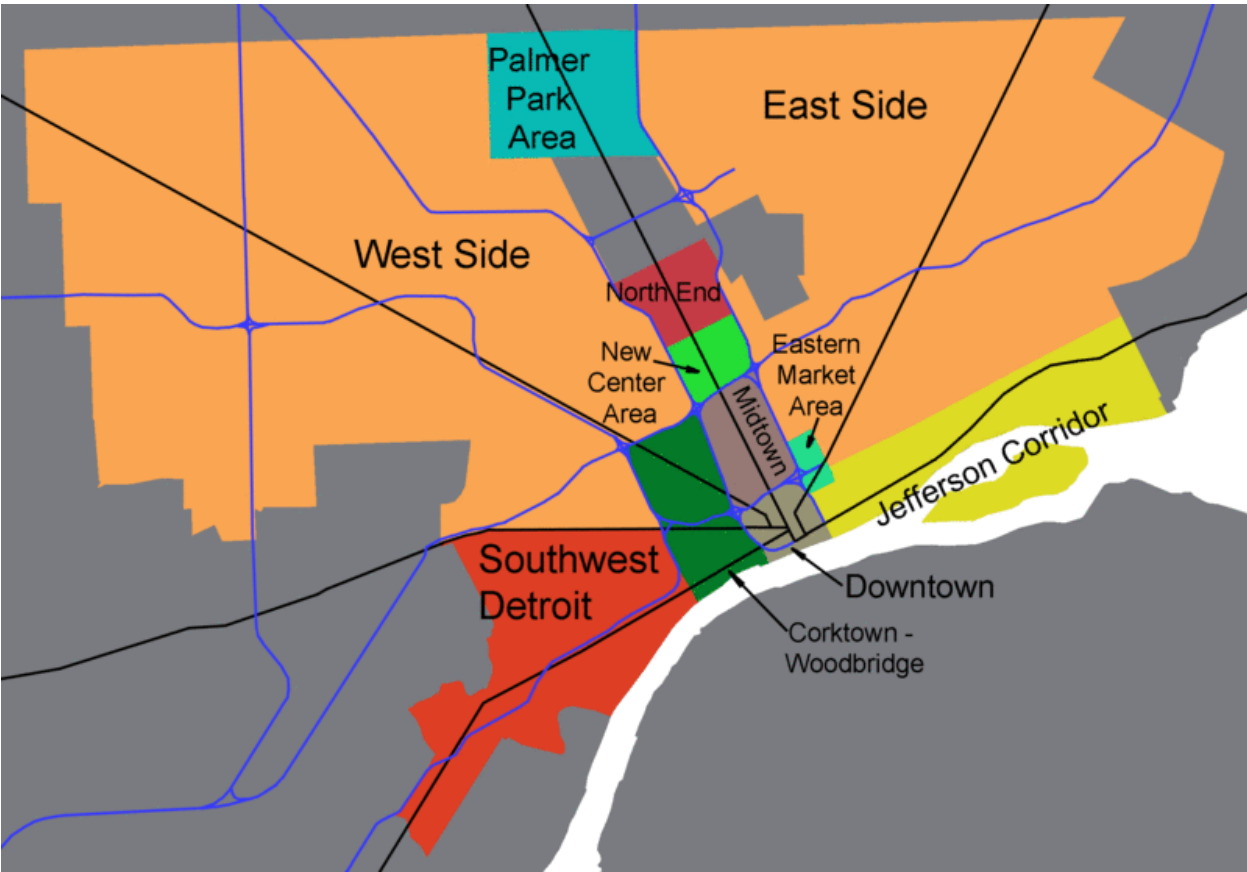 Palmer
Park
Area
East Side
West Side
North End
New
Center
Area
Eastern
Market
Area
Midtown
Jefferson Corridor
Southwest
Detroit
Downtown
Corktown -
Woodbridge